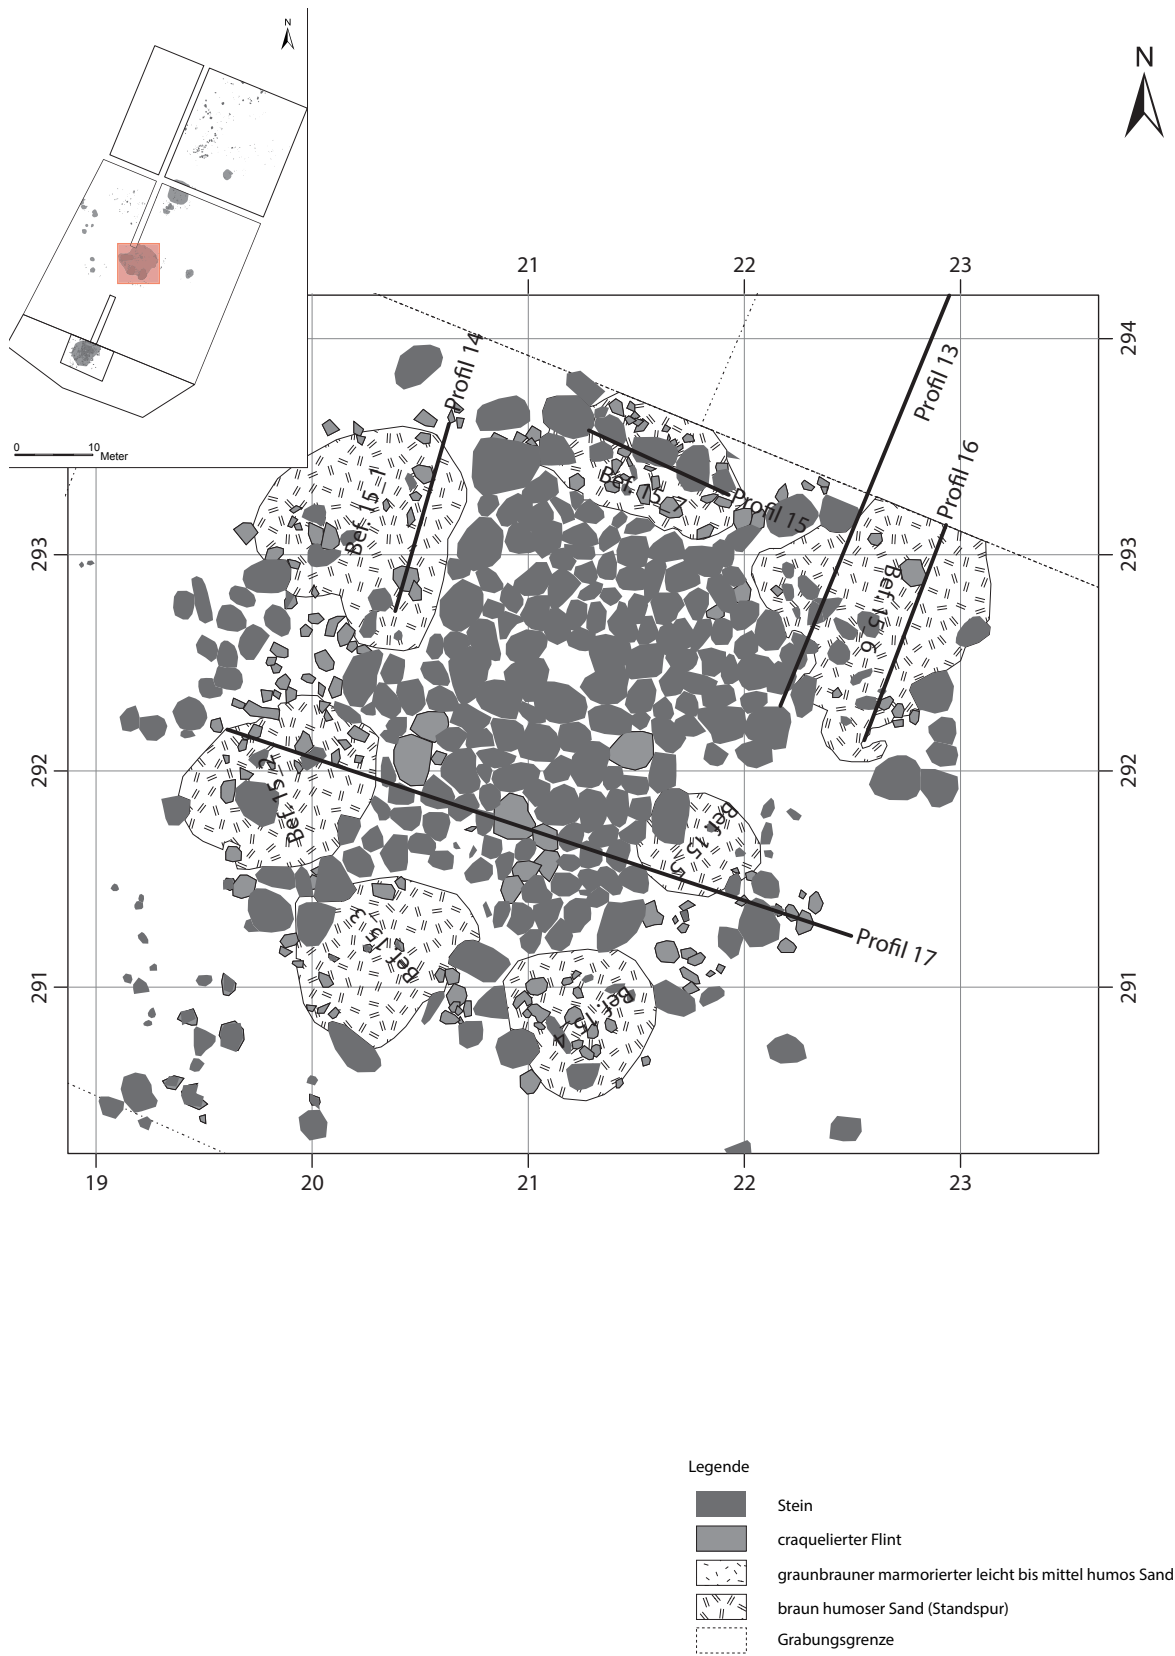 N
0 10
Meter
N
21 22 23
294
293
292
291
293
292
291
Profil 14
Profil 13
Profil 16
Profil 15
Profil 17
Bef. 15_1
Bef. 15_7
Bef. 15_6
Bef. 15_2
Bef. 15_5
Bef. 15_3
Bef. 15_4
19 20 21 22 23
Legende
Stein
craquelierter Flint
graunbrauner marmorierter leicht bis mittel humos Sand
braun humoser Sand (Standspur)
Grabungsgrenze